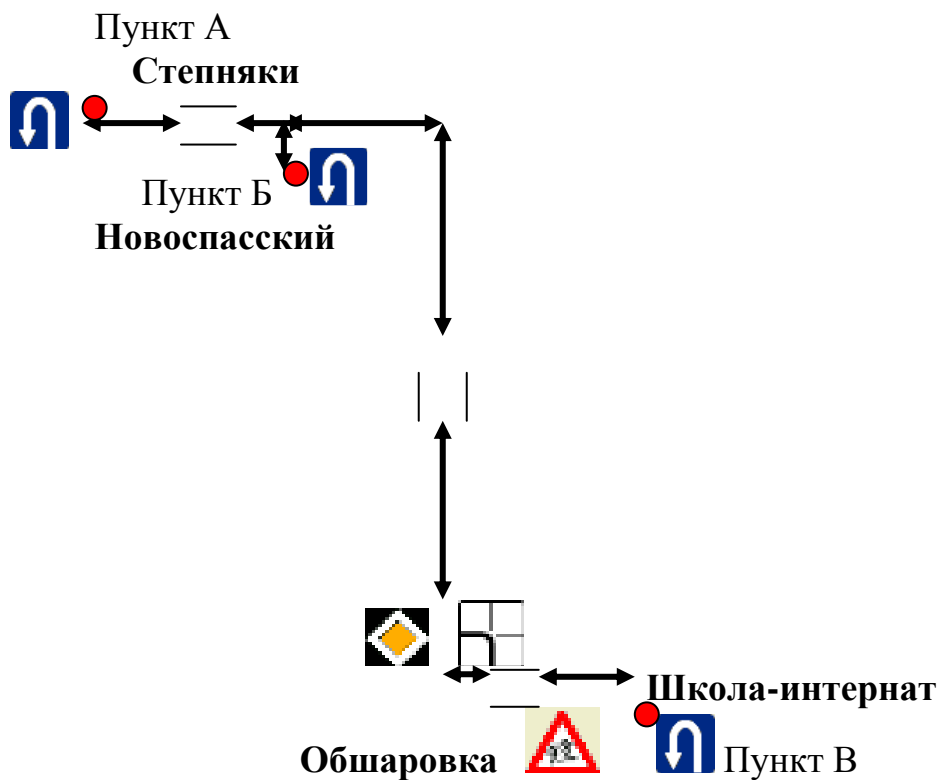 Пункт А
Степняки
Пункт Б
Новоспасский
Школа-интернат
Обшаровка
Пункт В